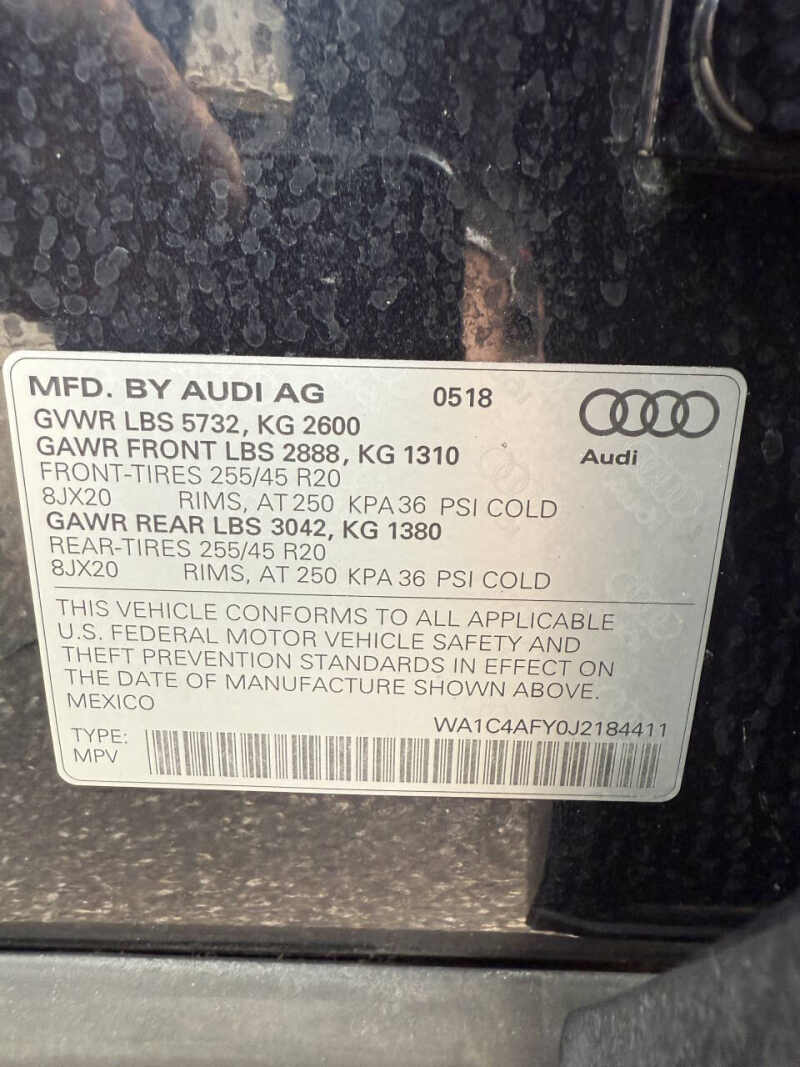 MFD. BY AUDI AG 0518
GVWR LBS 5732, KG 2600
GAWR FRONT LBS 2888, KG 1310
Audi
FRONT-TIRES 255/45 R20
8JX20 RIMS, AT 250 KPA 36 PSI COLD
GAWR REAR LBS 3042, KG 1380
REAR-TIRES 255/45 R20
8JX20 RIMS, AT 250 KPA 36 PSI COLD
THIS VEHICLE CONFORMS TO ALL APPLICABLE
U.S. FEDERAL MOTOR VEHICLE SAFETY AND
THEFT PREVENTION STANDARDS IN EFFECT ON
THE DATE OF MANUFACTURE SHOWN ABOVE.
MEXICO
WA1C4AFY0J2184411
TYPE:
MPV